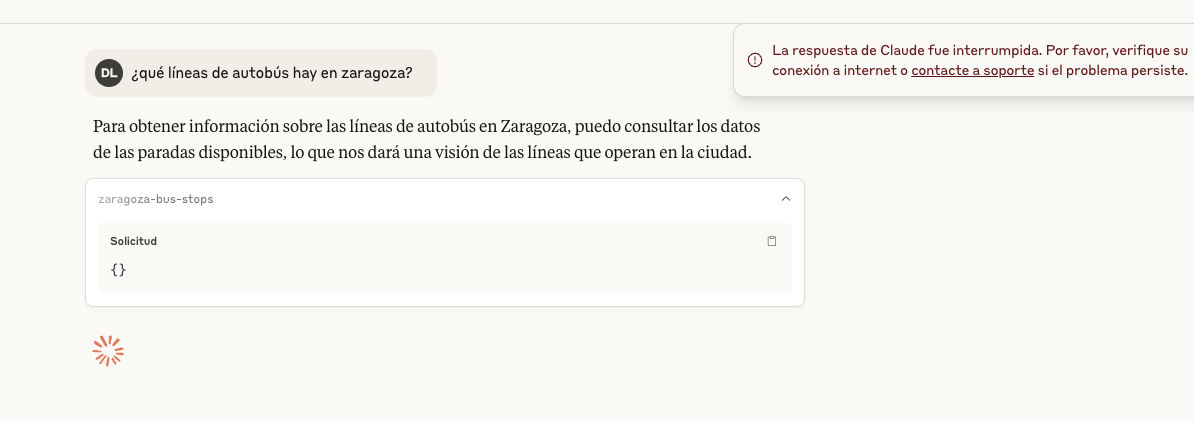 La respuesta de Claude fue interrumpida. Por favor, verifique su
conexión a internet o contacte a soporte si el problema persiste.
DL ¿qué líneas de autobús hay en zaragoza?
Para obtener información sobre las líneas de autobús en Zaragoza, puedo consultar los datos
de las paradas disponibles, lo que nos dará una visión de las líneas que operan en la ciudad.
zaragoza-bus-stops
Solicitud
{}